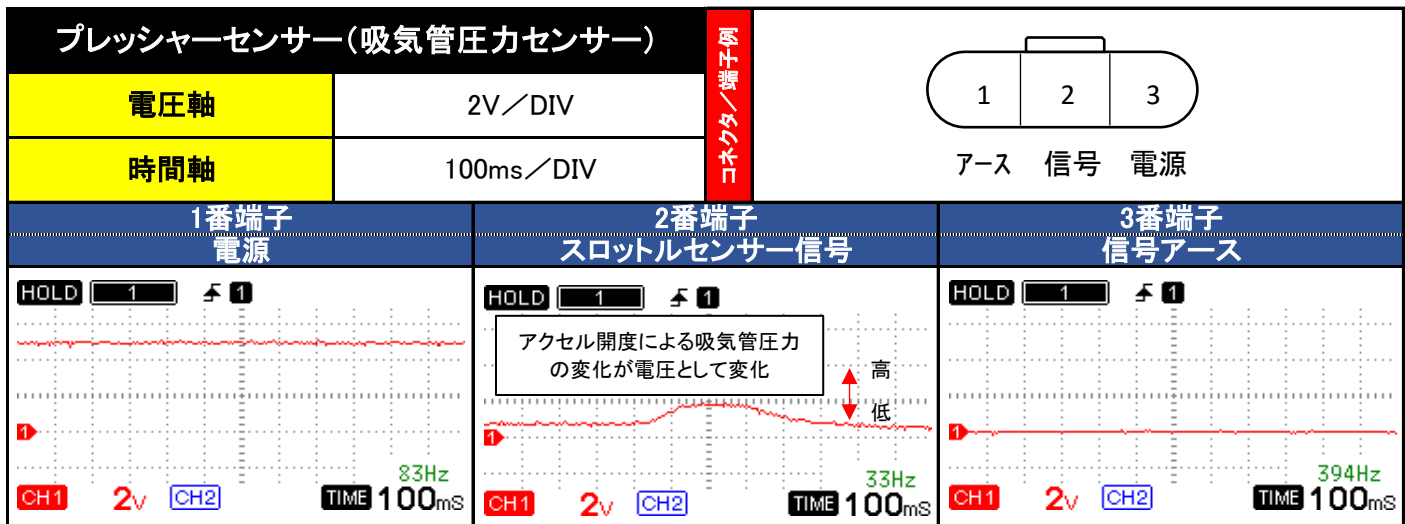 プレッシャーセンサー(吸気管圧力センサー)
電圧軸
2V/DIV
時間軸
100ms/DIV
コネクタ/端子例
1 2 3
アース 信号 電源
1番端子
電源
2番端子
スロットルセンサー信号
3番端子
信号アース
HOLD 1 1
1
83Hz
CH1 2V CH2 TIME 100mS
HOLD 1 1
アクセル開度による吸気管圧力
の変化が電圧として変化
高
低
1
33Hz
CH1 2V CH2 TIME 100mS
HOLD 1 1
1
394Hz
CH1 2V CH2 TIME 100mS